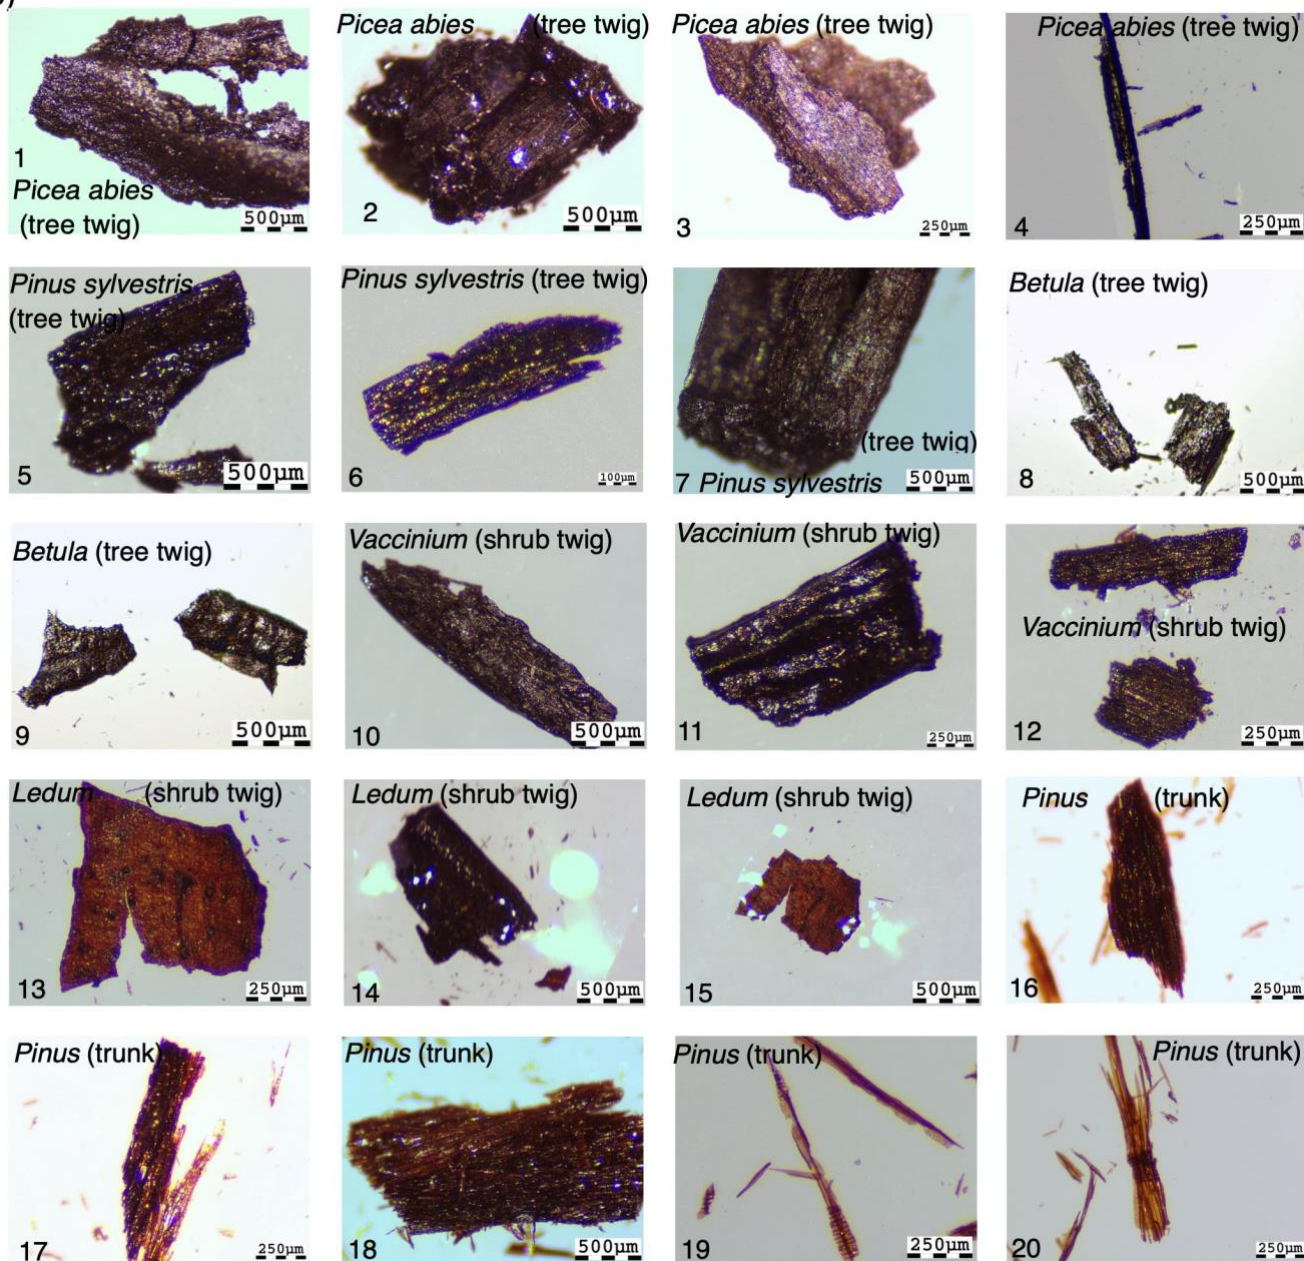 )
1
Picea abies
(tree twig)
500µm
Picea abies (tree twig)
2
500µm
Picea abies (tree twig)
3
250µm
Picea abies (tree twig)
4
250µm
Pinus sylvestris
(tree twig)
5
500µm
Pinus sylvestris (tree twig)
6
100µm
(tree twig)
7 Pinus sylvestris
500µm
Betula (tree twig)
8
500µm
Betula (tree twig)
9
500µm
Vaccinium (shrub twig)
10
500µm
Vaccinium (shrub twig)
11
250µm
Vaccinium (shrub twig)
12
250µm
Ledum (shrub twig)
13
250µm
Ledum (shrub twig)
14
500µm
Ledum (shrub twig)
15
500µm
Pinus (trunk)
16
250µm
Pinus (trunk)
17
250µm
Pinus (trunk)
18
500µm
Pinus (trunk)
19
250µm
Pinus (trunk)
20
250µm